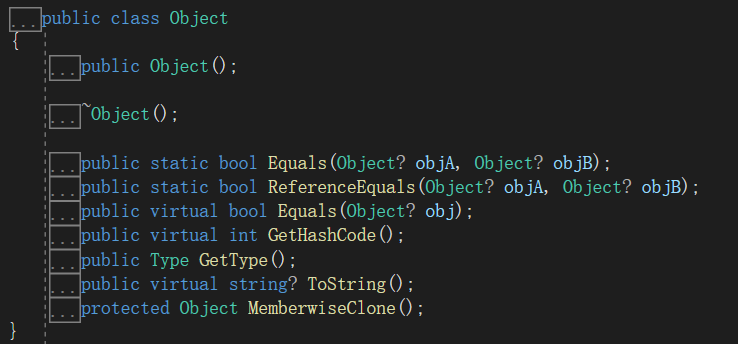 ...public class Object
{
...public Object();
...~Object();
...public static bool Equals(Object? objA, Object? objB);
...public static bool ReferenceEquals(Object? objA, Object? objB);
...public virtual bool Equals(Object? obj);
...public virtual int GetHashCode();
...public Type GetType();
...public virtual string? ToString();
...protected Object MemberwiseClone();
}